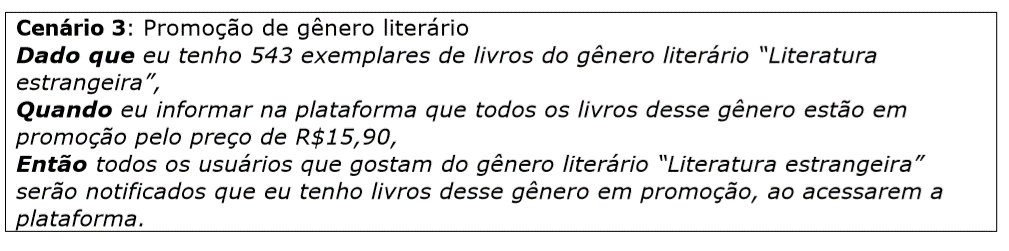 Cenário 3: Promoção de gênero literário
Dado que eu tenho 543 exemplares de livros do gênero literário “Literatura
estrangeira”,
Quando eu informar na plataforma que todos os livros desse gênero estão em
promoção pelo preço de R$15,90,
Então todos os usuários que gostam do gênero literário “Literatura estrangeira”
serão notificados que eu tenho livros desse gênero em promoção, ao acessarem a
plataforma.